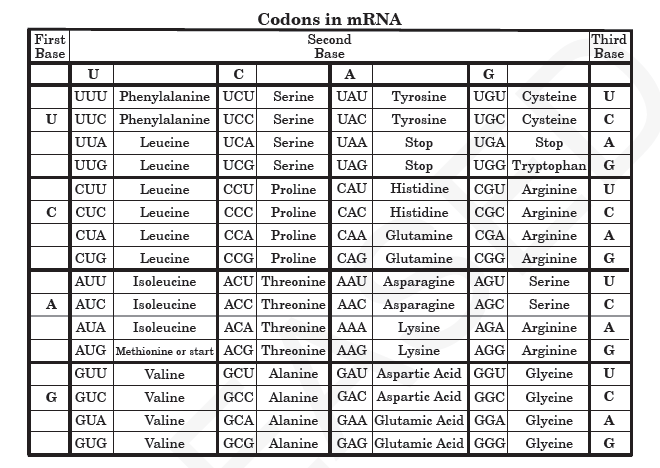 Codons in mRNA
First Base Second Base Third Base
U C A G
UUU Phenylalanine UCU Serine UAU Tyrosine UGU Cysteine U
U UUC Phenylalanine UCC Serine UAC Tyrosine UGC Cysteine C
UUA Leucine UCA Serine UAA Stop UGA Stop A
UUG Leucine UCG Serine UAG Stop UGG Tryptophan G
CUU Leucine CCU Proline CAU Histidine CGU Arginine U
C CUC Leucine CCC Proline CAC Histidine CGC Arginine C
CUA Leucine CCA Proline CAA Glutamine CGA Arginine A
CUG Leucine CCG Proline CAG Glutamine CGG Arginine G
AUU Isoleucine ACU Threonine AAU Asparagine AGU Serine U
A AUC Isoleucine ACC Threonine AAC Asparagine AGC Serine C
AUA Isoleucine ACA Threonine AAA Lysine AGA Arginine A
AUG Methionine or start ACG Threonine AAG Lysine AGG Arginine G
GUU Valine GCU Alanine GAU Aspartic Acid GGU Glycine U
G GUC Valine GCC Alanine GAC Aspartic Acid GGC Glycine C
GUA Valine GCA Alanine GAA Glutamic Acid GGA Glycine A
GUG Valine GCG Alanine GAG Glutamic Acid GGG Glycine G